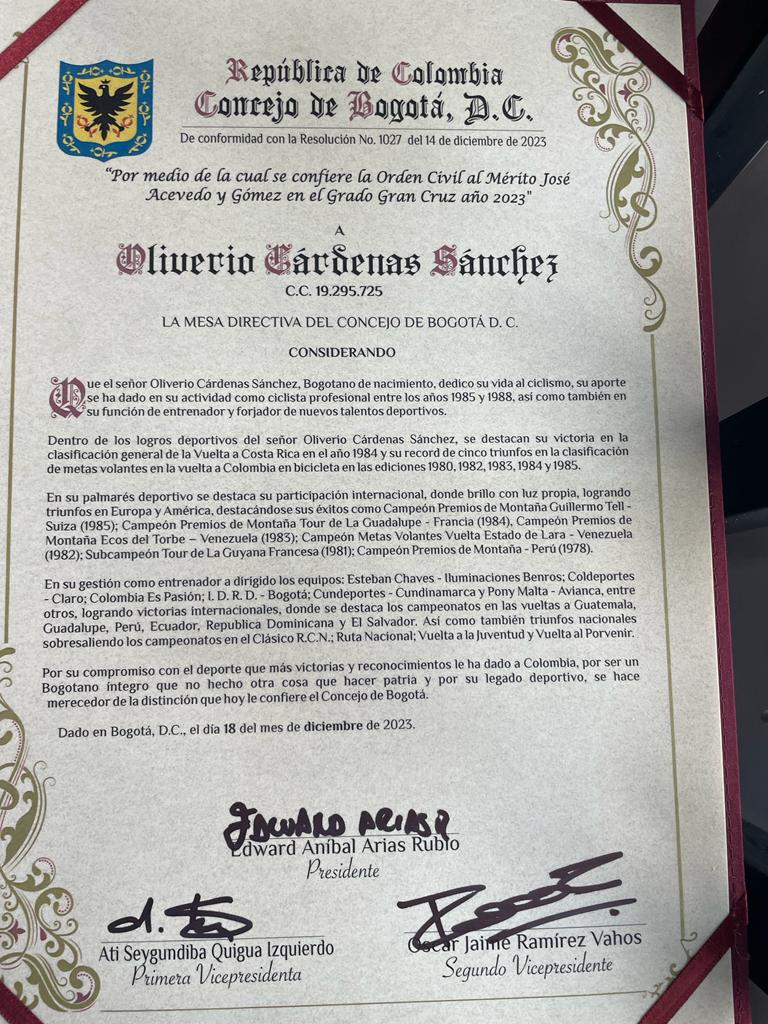 República de Colombia
Concejo de Bogotá, D.C.
De conformidad con la Resolución No. 1027 del 14 de diciembre de 2023
“Por medio de la cual se confiere la Orden Civil al Mérito José
Acevedo y Gómez en el Grado Gran Cruz año 2023"
A
Oliverio Cárdenas Sánchez
C.C. 19.295.725
LA MESA DIRECTIVA DEL CONCEJO DE BOGOTÁ D. C.
CONSIDERANDO
Que el señor Oliverio Cárdenas Sánchez, Bogotano de nacimiento, dedico su vida al ciclismo, su aporte
se ha dado en su actividad como ciclista profesional entre los años 1985 y 1988, así como también en
su función de entrenador y forjador de nuevos talentos deportivos.
Dentro de los logros deportivos del señor Oliverio Cárdenas Sánchez, se destacan su victoria en la
clasificación general de la Vuelta a Costa Rica en el año 1984 y su record de cinco triunfos en la clasificación
de metas volantes en la vuelta a Colombia en bicicleta en las ediciones 1980, 1982, 1983, 1984 y 1985.
En su palmarés deportivo se destaca su participación internacional, donde brillo con luz propia, logrando
triunfos en Europa y América, destacándose sus éxitos como Campeón Premios de Montaña Guillermo Tell -
Suiza (1985); Campeón Premios de Montaña Tour de La Guadalupe - Francia (1984), Campeón Premios de
Montaña Ecos del Torbe – Venezuela (1983); Campeón Metas Volantes Vuelta Estado de Lara - Venezuela
(1982); Subcampeón Tour de La Guyana Francesa (1981); Campeón Premios de Montaña - Perú (1978).
En su gestión como entrenador a dirigido los equipos: Esteban Chaves - Iluminaciones Benros; Coldeportes
- Claro; Colombia Es Pasión; I. D. R. D. - Bogotá; Cundeportes - Cundinamarca y Pony Malta - Avianca, entre
otros, logrando victorias internacionales, donde se destaca los campeonatos en las vueltas a Guatemala,
Guadalupe, Perú, Ecuador, Republica Dominicana y El Salvador. Así como también triunfos nacionales
sobresaliendo los campeonatos en el Clásico R.C.N.; Ruta Nacional; Vuelta a la Juventud y Vuelta al Porvenir.
Por su compromiso con el deporte que más victorias y reconocimientos le ha dado a Colombia, por ser un
Bogotano íntegro que no hecho otra cosa que hacer patria y por su legado deportivo, se hace
merecedor de la distinción que hoy le confiere el Concejo de Bogotá.
Dado en Bogotá, D.C., el día 18 del mes de diciembre de 2023.
EDWARD ARIAS R
Edward Aníbal Arias Rubio
Presidente
Ati Seygundiba Quigua Izquierdo
Primera Vicepresidenta
Oscar Jaime Ramírez Vahos
Segundo Vicepresidente